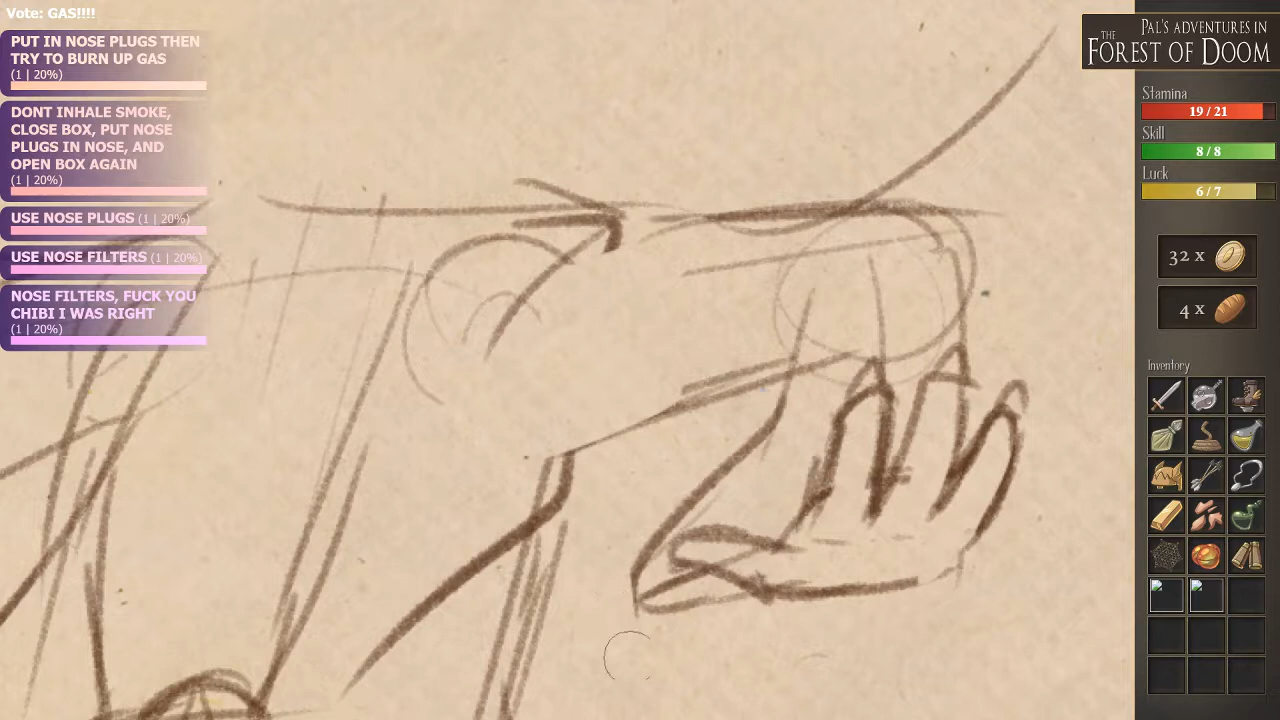 Vote: GAS!!!!
PUT IN NOSE PLUGS THEN
TRY TO BURN UP GAS
(1 | 20%)
DONT INHALE SMOKE,
CLOSE BOX, PUT NOSE
PLUGS IN NOSE, AND
OPEN BOX AGAIN
(1 | 20%)
USE NOSE PLUGS (1 | 20%)
USE NOSE FILTERS (1 | 20%)
NOSE FILTERS, FUCK YOU
CHIBI I WAS RIGHT
(1 | 20%)
PAL'S ADVENTURES IN
THE FOREST OF DOOM
Stamina
19 / 21
Skill
8 / 8
Luck
6 / 7
32 x
4 x
Inventory